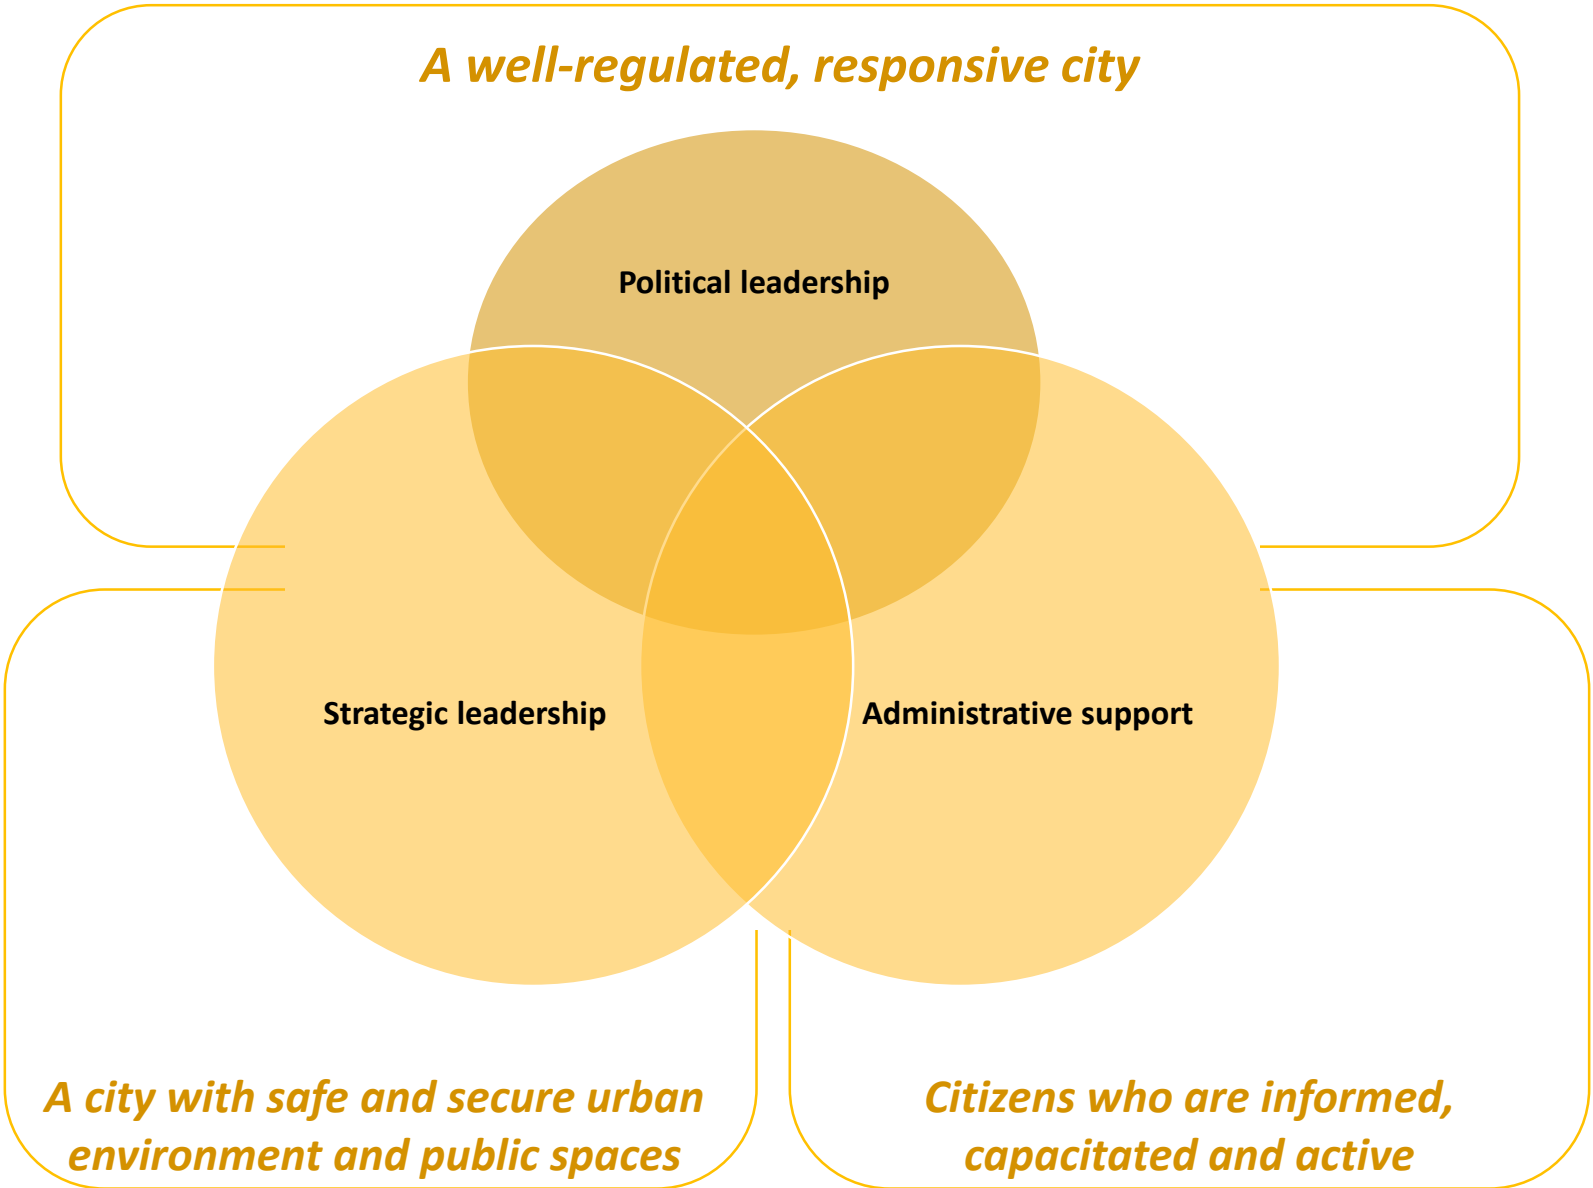 A well-regulated, responsive city
Political leadership
Strategic leadership
Administrative support
A city with safe and secure urban
environment and public spaces
Citizens who are informed,
capacitated and active